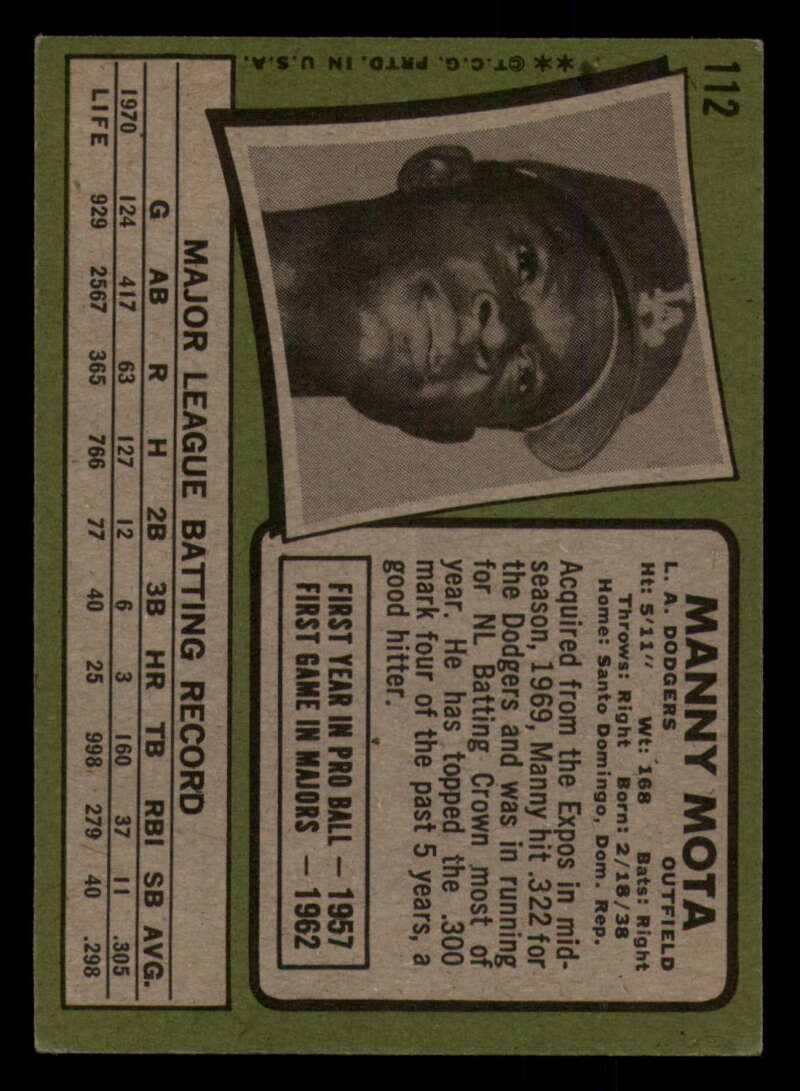 112
**©T.C.G. PRTD. IN U.S.A.
LA
MANNY MOTA
L. A. DODGERS OUTFIELD
Ht: 5'11" Wt: 168 Bats: Right
Throws: Right Born: 2/18/38
Home: Santo Domingo, Dom. Rep.
Acquired from the Expos in mid-
season, 1969, Manny hit .322 for
the Dodgers and was in running
for NL Batting Crown most of
year. He has topped the .300
mark four of the past 5 years, a
good hitter.
FIRST YEAR IN PRO BALL — 1957
FIRST GAME IN MAJORS — 1962
MAJOR LEAGUE BATTING RECORD
G AB R H 2B 3B HR TB RBI SB AVG.
1970 124 417 63 127 12 6 3 160 37 11 .305
LIFE 929 2567 365 766 77 40 25 998 279 40 .298